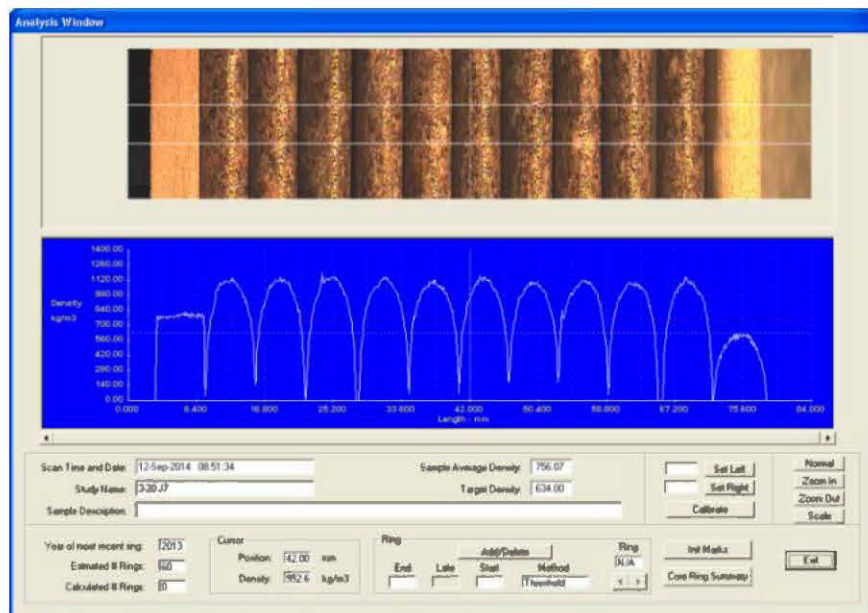 Analysis Window
1400.00
1260.00
1120.00
980.00
840.00
700.00
560.00
420.00
280.00
140.00
0.00
Density
kg/m3
0.000 8.400 16.800 25.200 33.600 42.000 50.400 58.800 67.200 75.600 84.000
Length - mm
Scan Time and Date: 12-Sep-2014 08:51:34 Sample Average Density: 756.07 Set Left Normal
Study Name: 3-20 J7 Target Density: 634.00 Set Right Zoom In
Sample Description: Calibrate Zoom Out
Scale
Year of most recent ring: 2013 Cursor Ring Add/Delete Ring Init Marks
Estimated # Rings: 60 Position: 42.00 mm End Late Start Method N/A Exit
Calculated # Rings: 0 Density: 952.6 kg/m3 Threshold < > Core Ring Summary